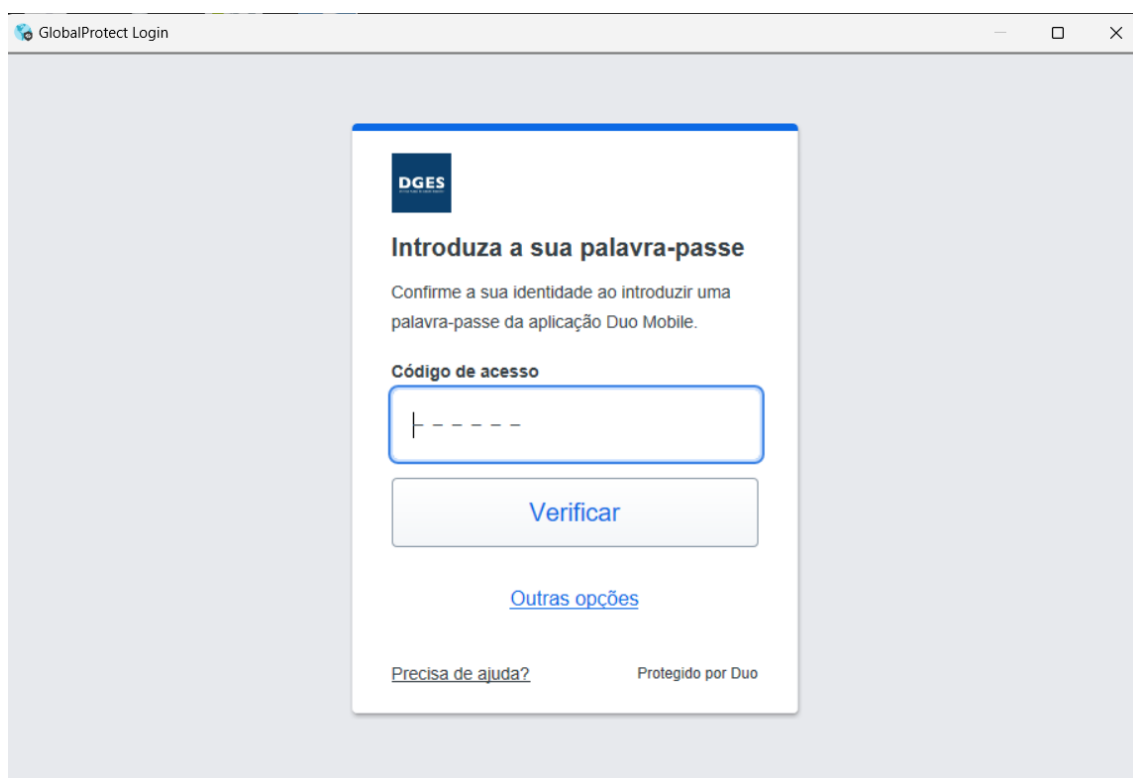 GlobalProtect Login
DGES
Introduza a sua palavra-passe
Confirme a sua identidade ao introduzir uma
palavra-passe da aplicação Duo Mobile.
Código de acesso
Verificar
Outras opções
Precisa de ajuda?
Protegido por Duo